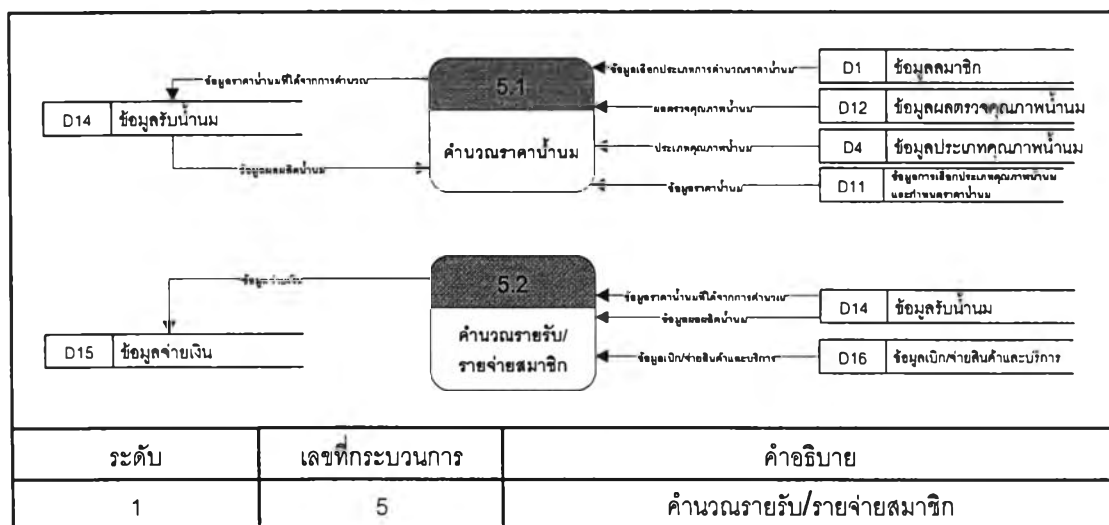 ข้อมูลราคาน้ำนมที่ได้จากการคำนวณ
D14 ข้อมูลรับน้ำนม
ข้อมูลผลผลิตน้ำนม
5.1
คำนวณราคาน้ำนม
ข้อมูลเลือกประเภทการคำนวณราคาน้ำนม
D1 ข้อมูลสมาชิก
ผลตรวจคุณภาพน้ำนม
D12 ข้อมูลผลตรวจคุณภาพน้ำนม
ประเภทคุณภาพน้ำนม
D4 ข้อมูลประเภทคุณภาพน้ำนม
ข้อมูลราคาน้ำนม
D11 ข้อมูลการเลือกประเภทคุณภาพน้ำนม
และกำหนดราคาน้ำนม
ข้อมูลจ่ายเงิน
D15 ข้อมูลจ่ายเงิน
5.2
คำนวณรายรับ/
รายจ่ายสมาชิก
ข้อมูลราคาน้ำนมที่ได้จากการคำนวณ
ข้อมูลผลผลิตน้ำนม
D14 ข้อมูลรับน้ำนม
ข้อมูลเบิก/จ่ายสินค้าและบริการ
D16 ข้อมูลเบิก/จ่ายสินค้าและบริการ
ระดับ เลขที่กระบวนการ คำอธิบาย
1 5 คำนวณรายรับ/รายจ่ายสมาชิก